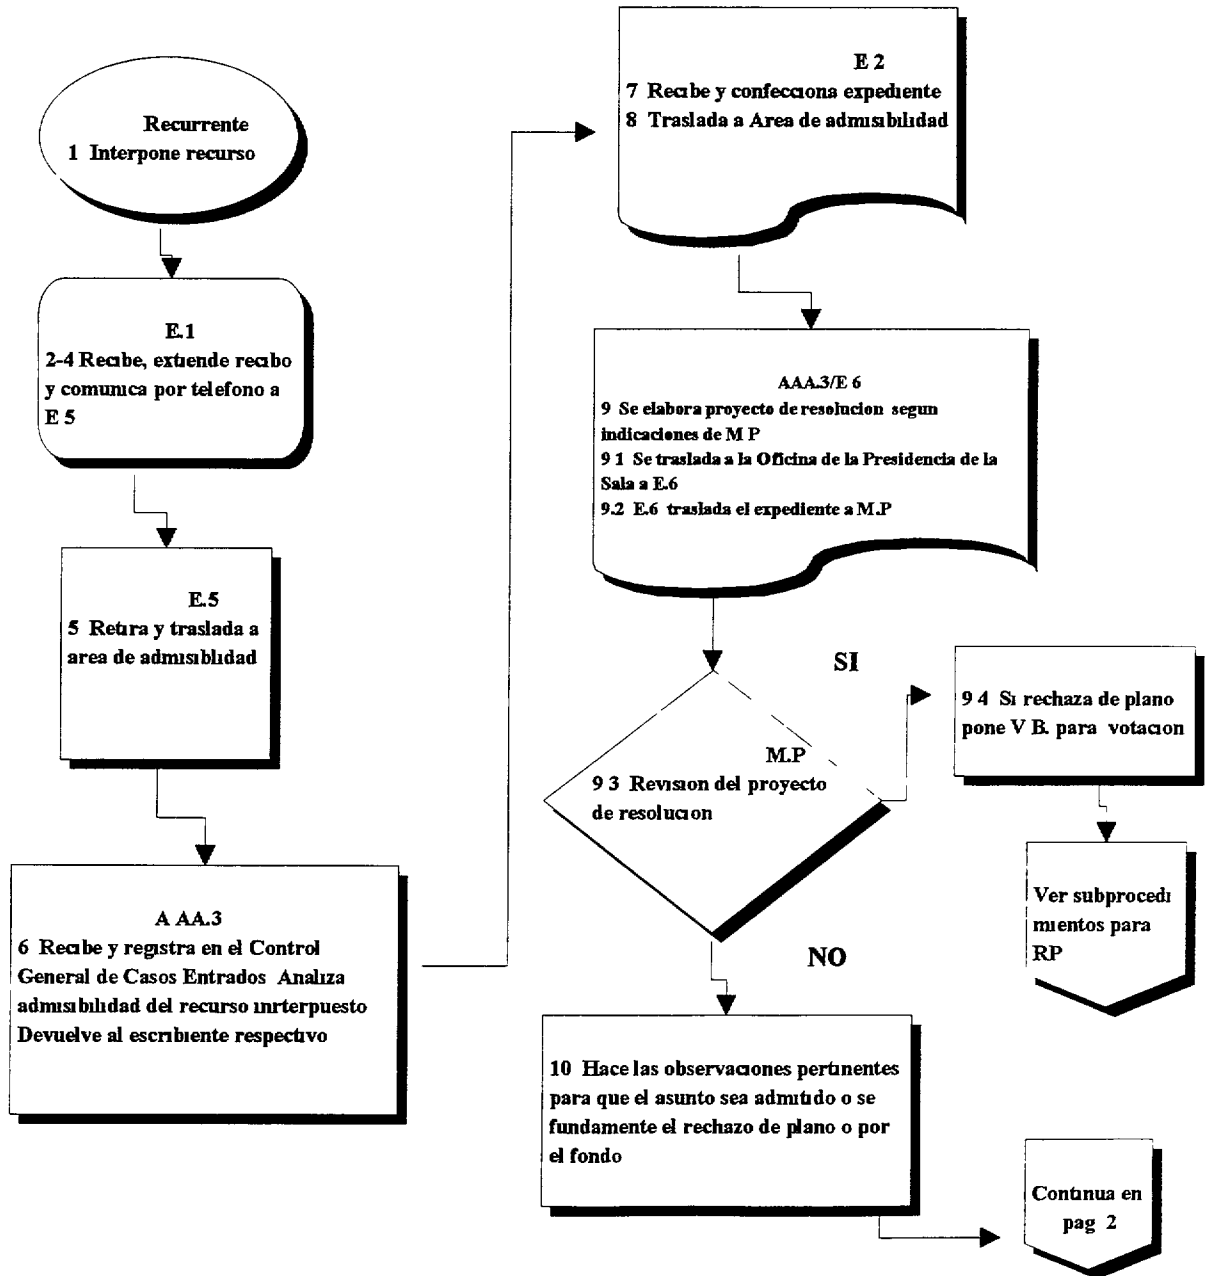 Recurrente
1 Interpone recurso
E.1
2-4 Recibe, extiende recibo
y comunica por telefono a
E 5
E.5
5 Retira y traslada a
area de admisiblidad
A AA.3
6 Recibe y registra en el Control
General de Casos Entrados Analiza
admisibilidad del recurso inrterpuesto
Devuelve al escribiente respectivo
E 2
7 Recibe y confecciona expediente
8 Traslada a Area de admisibilidad
AAA.3/E 6
9 Se elabora proyecto de resolucion segun
indicaciones de M P
9 1 Se traslada a la Oficina de la Presidencia de la
Sala a E.6
9.2 E.6 traslada el expediente a M.P
M.P
9 3 Revision del proyecto
de resolucion
SI
9 4 Si rechaza de plano
pone V B. para votacion
Ver subprocedi
mientos para
RP
NO
10 Hace las observaciones pertinentes
para que el asunto sea admitido o se
fundamente el rechazo de plano o por
el fondo
Continua en
pag 2